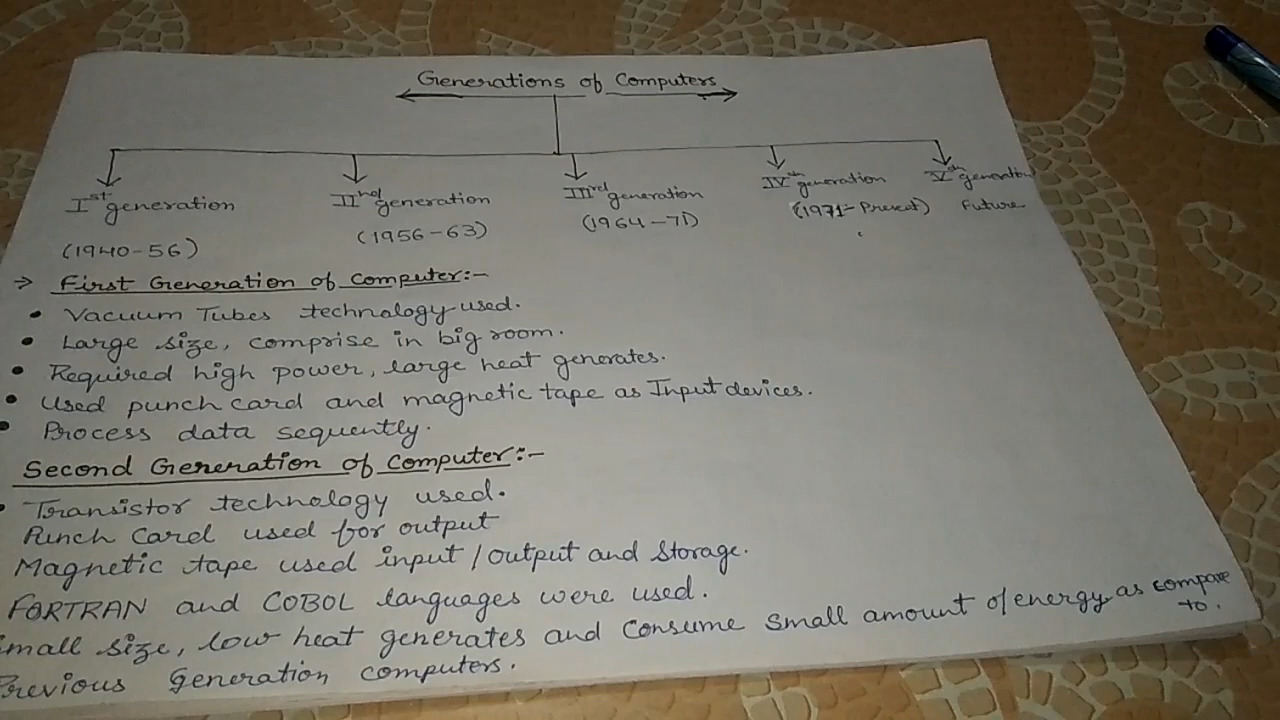 Generations of Computers
Ist generation
(1940-56)
IInd generation
(1956-63)
IIIrd generation
(1964-71)
IVth generation
(1971-Present)
Vth generation
Future
→ First Generation of Computer:-
• Vacuum Tubes technology used.
• Large size, comprise in big room.
• Required high power, large heat generates.
• Used punch card and magnetic tape as Input devices.
• Process data sequently.
Second Generation of Computer:-
• Transistor technology used.
Punch Card used for output
Magnetic tape used input / output and Storage.
FORTRAN and COBOL languages were used.
mall size, low heat generates and Consume Small amount of energy as compare to.
Previous Generation computers.